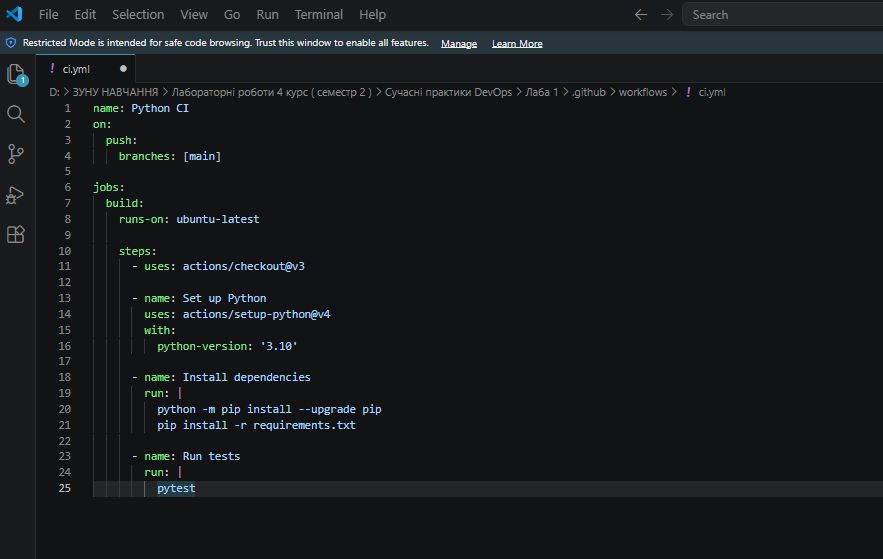 File Edit Selection View Go Run Terminal Help Search
Restricted Mode is intended for safe code browsing. Trust this window to enable all features. Manage Learn More
! ci.yml
1
D: > ЗУНУ НАВЧАННЯ > Лабораторні роботи 4 курс ( семестр 2 ) > Сучасні практики DevOps > Лаба 1 > .github > workflows > ! ci.yml
1 name: Python CI
2 on:
3 push:
4 branches: [main]
5
6 jobs:
7 build:
8 runs-on: ubuntu-latest
9
10 steps:
11 - uses: actions/checkout@v3
12
13 - name: Set up Python
14 uses: actions/setup-python@v4
15 with:
16 python-version: '3.10'
17
18 - name: Install dependencies
19 run: |
20 python -m pip install --upgrade pip
21 pip install -r requirements.txt
22
23 - name: Run tests
24 run: |
25 pytest